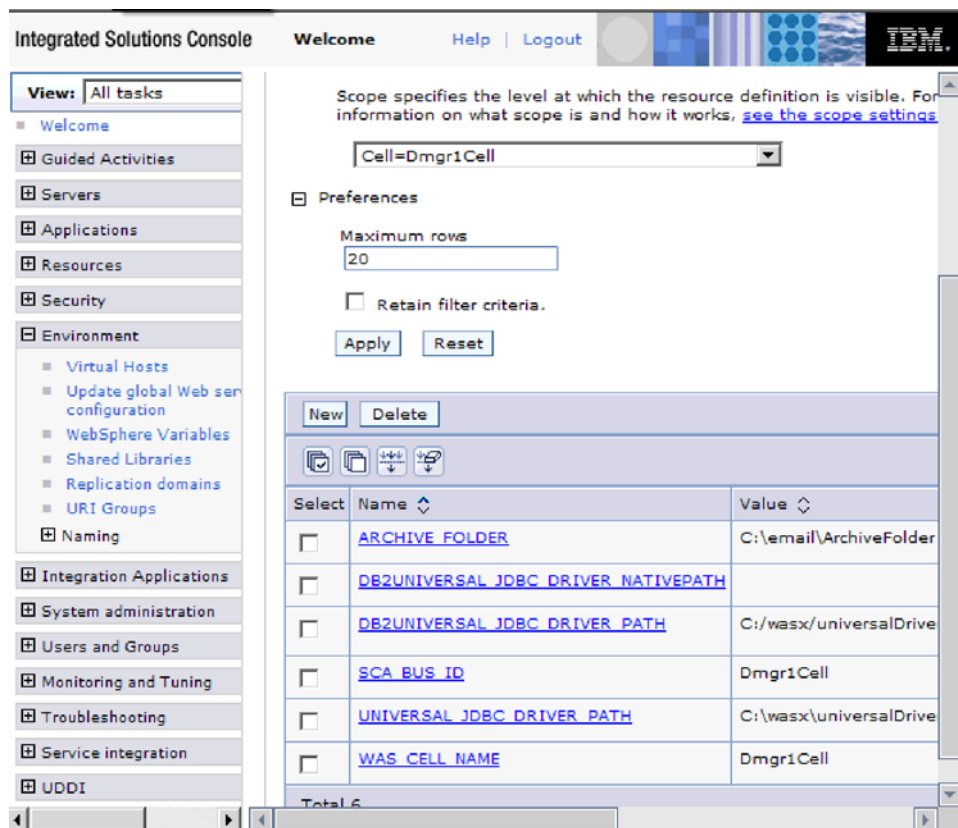 Integrated Solutions Console Welcome Help | Logout IBM.
View: All tasks
Welcome
Guided Activities
Servers
Applications
Resources
Security
Environment
Virtual Hosts
Update global Web ser
configuration
WebSphere Variables
Shared Libraries
Replication domains
URI Groups
Naming
Integration Applications
System administration
Users and Groups
Monitoring and Tuning
Troubleshooting
Service integration
UDDI
Scope specifies the level at which the resource definition is visible. For
information on what scope is and how it works, see the scope settings
Cell=Dmgr1Cell
Preferences
Maximum rows
20
Retain filter criteria.
Apply Reset
New Delete
Select Name Value
ARCHIVE_FOLDER C:\email\ArchiveFolder
DB2UNIVERSAL_JDBC_DRIVER_NATIVEPATH
DB2UNIVERSAL_JDBC_DRIVER_PATH C:/wasx/universalDrive
SCA_BUS_ID Dmgr1Cell
UNIVERSAL_JDBC_DRIVER_PATH C:\wasx\universalDrive
WAS_CELL_NAME Dmgr1Cell
Total 6